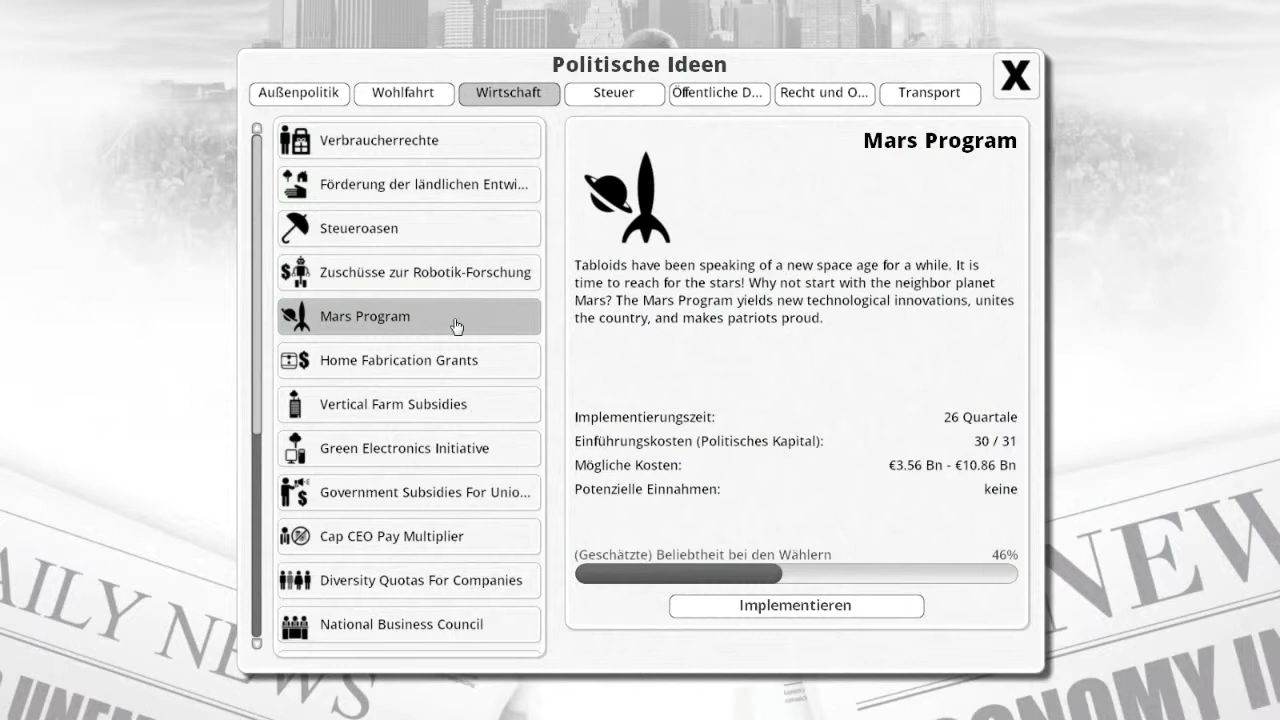 Politische Ideen
X
Außenpolitik
Wohlfahrt
Wirtschaft
Steuer
Öffentliche D...
Recht und O...
Transport
Verbraucherrechte
Förderung der ländlichen Entwi...
Steueroasen
Zuschüsse zur Robotik-Forschung
Mars Program
Home Fabrication Grants
Vertical Farm Subsidies
Green Electronics Initiative
Government Subsidies For Unio...
Cap CEO Pay Multiplier
Diversity Quotas For Companies
National Business Council
Mars Program
Tabloids have been speaking of a new space age for a while. It is
time to reach for the stars! Why not start with the neighbor planet
Mars? The Mars Program yields new technological innovations, unites
the country, and makes patriots proud.
Implementierungszeit: 26 Quartale
Einführungskosten (Politisches Kapital): 30 / 31
Mögliche Kosten: €3.56 Bn - €10.86 Bn
Potenzielle Einnahmen: keine
(Geschätzte) Beliebtheit bei den Wählern 46%
Implementieren
AILY NEWS
NEW
ONOMY I